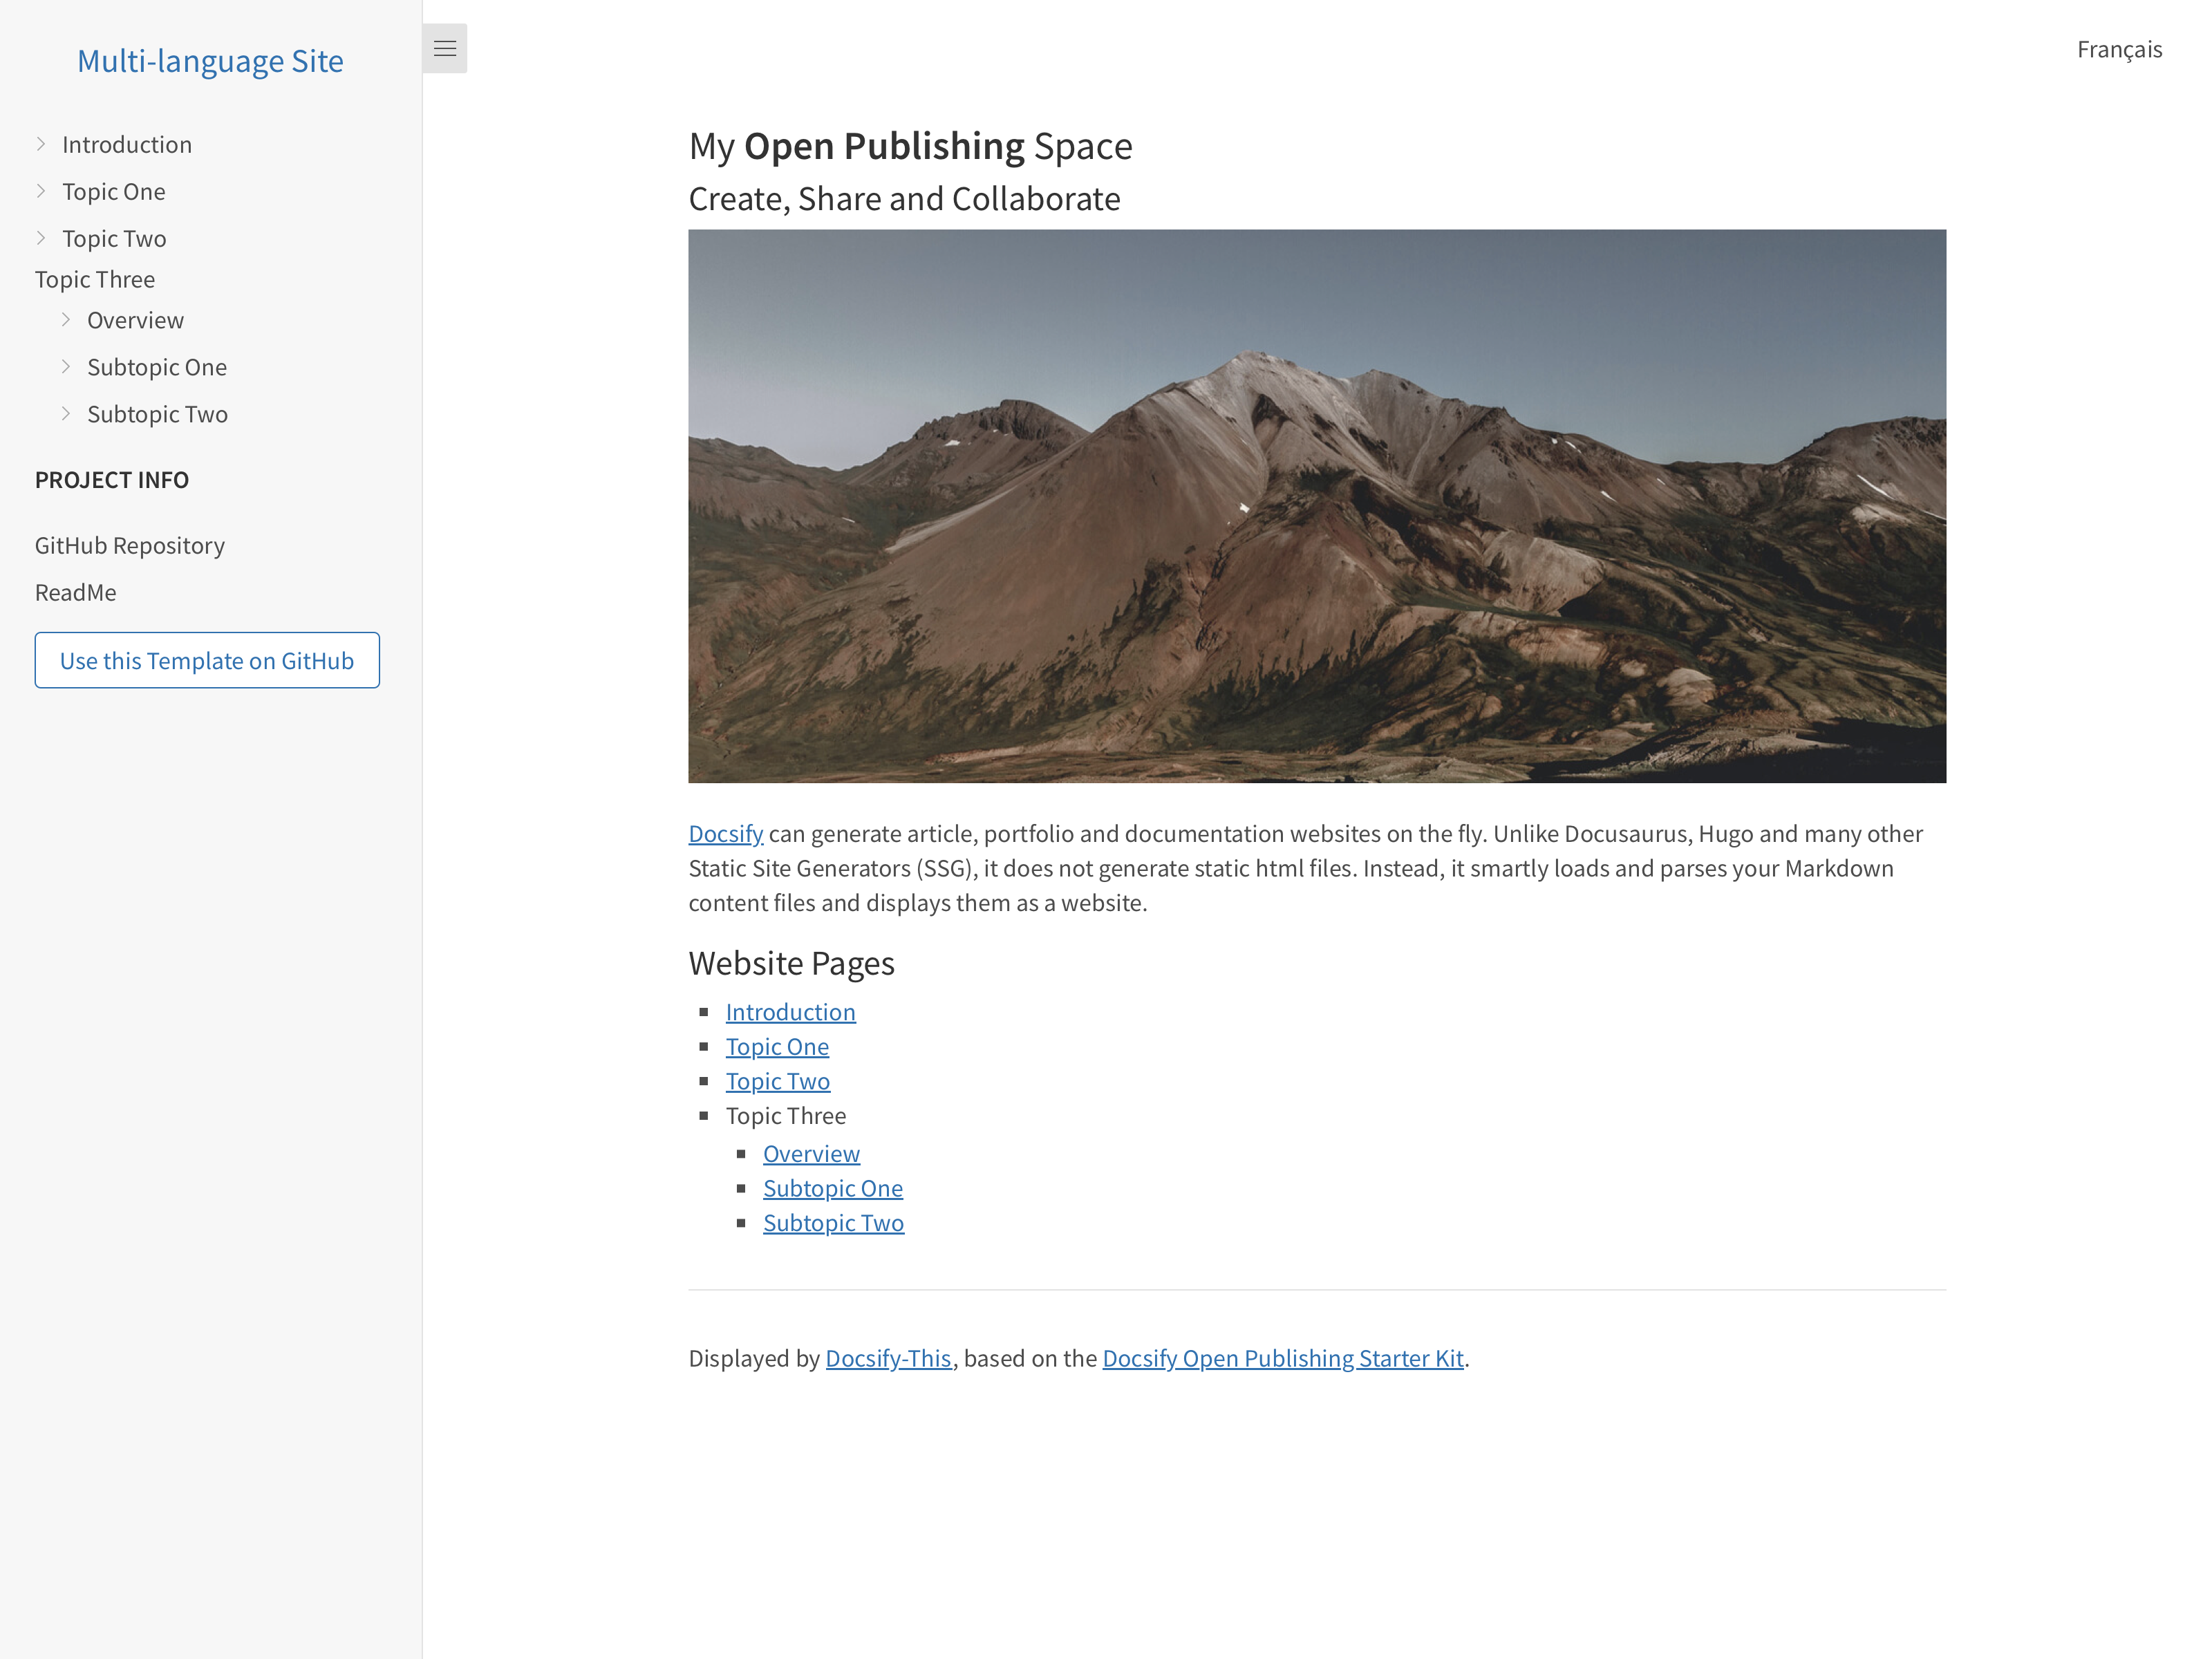 Multi-language Site
Introduction
Topic One
Topic Two
Topic Three
Overview
Subtopic One
Subtopic Two
PROJECT INFO
GitHub Repository
ReadMe
Use this Template on GitHub
Français
My Open Publishing Space
Create, Share and Collaborate
Docsify can generate article, portfolio and documentation websites on the fly. Unlike Docusaurus, Hugo and many other
Static Site Generators (SSG), it does not generate static html files. Instead, it smartly loads and parses your Markdown
content files and displays them as a website.
Website Pages
Introduction
Topic One
Topic Two
Topic Three
Overview
Subtopic One
Subtopic Two
Displayed by Docsify-This, based on the Docsify Open Publishing Starter Kit.